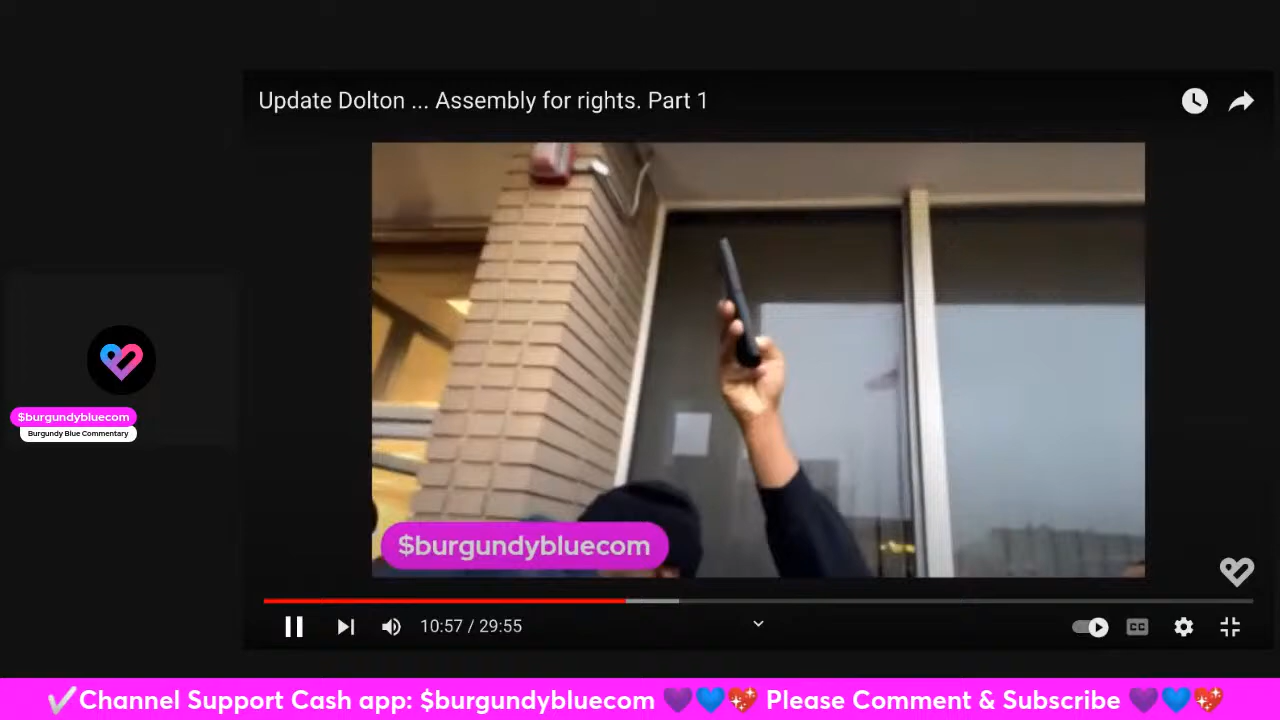 Update Dolton ... Assembly for rights. Part 1
$burgundybluecom
Burgundy Blue Commentary
$burgundybluecom
10:57 / 29:55
CC
✔Channel Support Cash app: $burgundybluecom 💜💙💖 Please Comment & Subscribe 💜💙💖